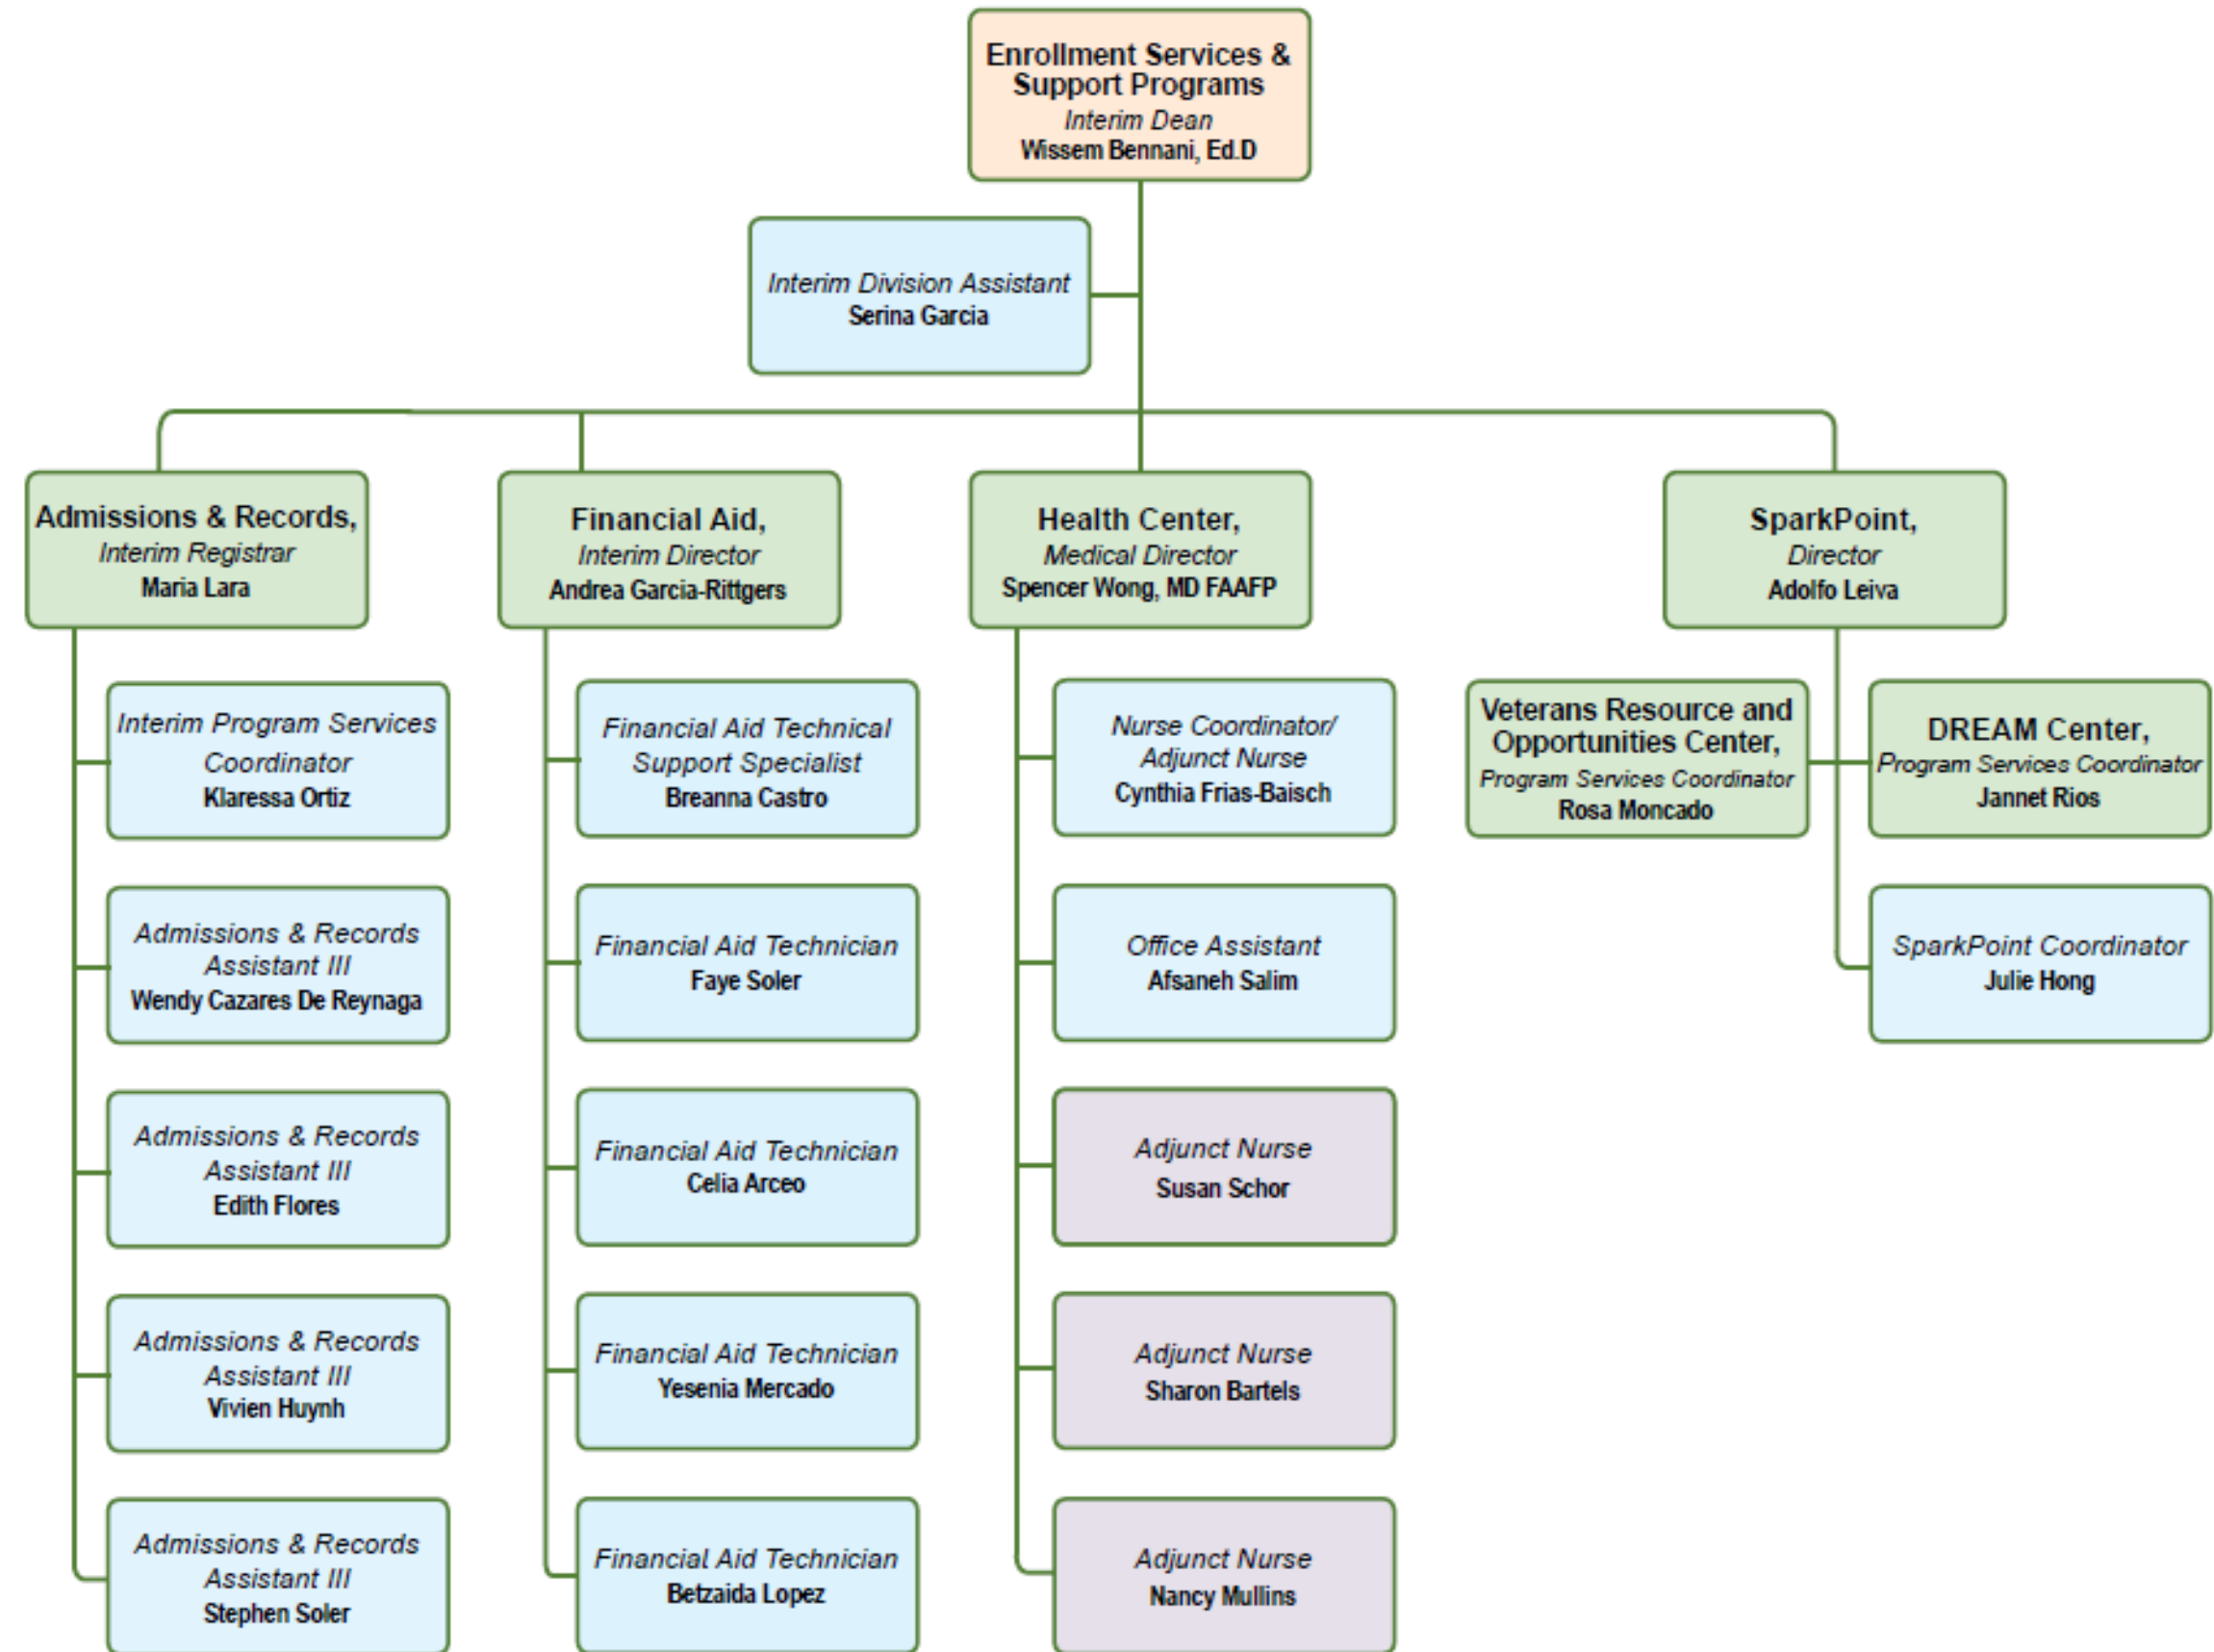 Enrollment Services &
Support Programs
Interim Dean
Wissem Bennani, Ed.D
Interim Division Assistant
Serina Garcia
Admissions & Records,
Interim Registrar
Maria Lara
Interim Program Services
Coordinator
Klaressa Ortiz
Admissions & Records
Assistant III
Wendy Cazares De Reynaga
Admissions & Records
Assistant III
Edith Flores
Admissions & Records
Assistant III
Vivien Huynh
Admissions & Records
Assistant III
Stephen Soler
Financial Aid,
Interim Director
Andrea Garcia-Rittgers
Financial Aid Technical
Support Specialist
Breanna Castro
Financial Aid Technician
Faye Soler
Financial Aid Technician
Celia Arceo
Financial Aid Technician
Yesenia Mercado
Financial Aid Technician
Betzaida Lopez
Health Center,
Medical Director
Spencer Wong, MD FAAFP
Nurse Coordinator/
Adjunct Nurse
Cynthia Frias-Baisch
Office Assistant
Afsaneh Salim
Adjunct Nurse
Susan Schor
Adjunct Nurse
Sharon Bartels
Adjunct Nurse
Nancy Mullins
SparkPoint,
Director
Adolfo Leiva
Veterans Resource and
Opportunities Center,
Program Services Coordinator
Rosa Moncado
DREAM Center,
Program Services Coordinator
Jannet Rios
SparkPoint Coordinator
Julie Hong